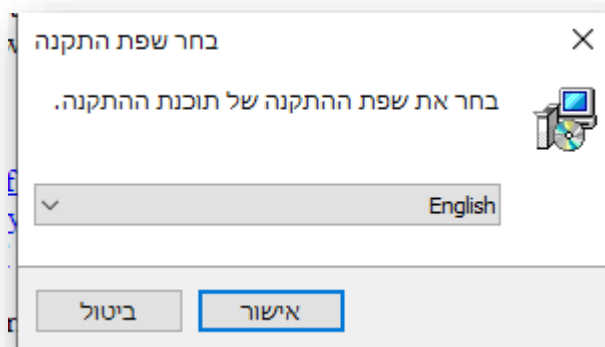 בחר שפת התקנה
בחר את שפת ההתקנה של תוכנת ההתקנה.
English
אישור
ביטול